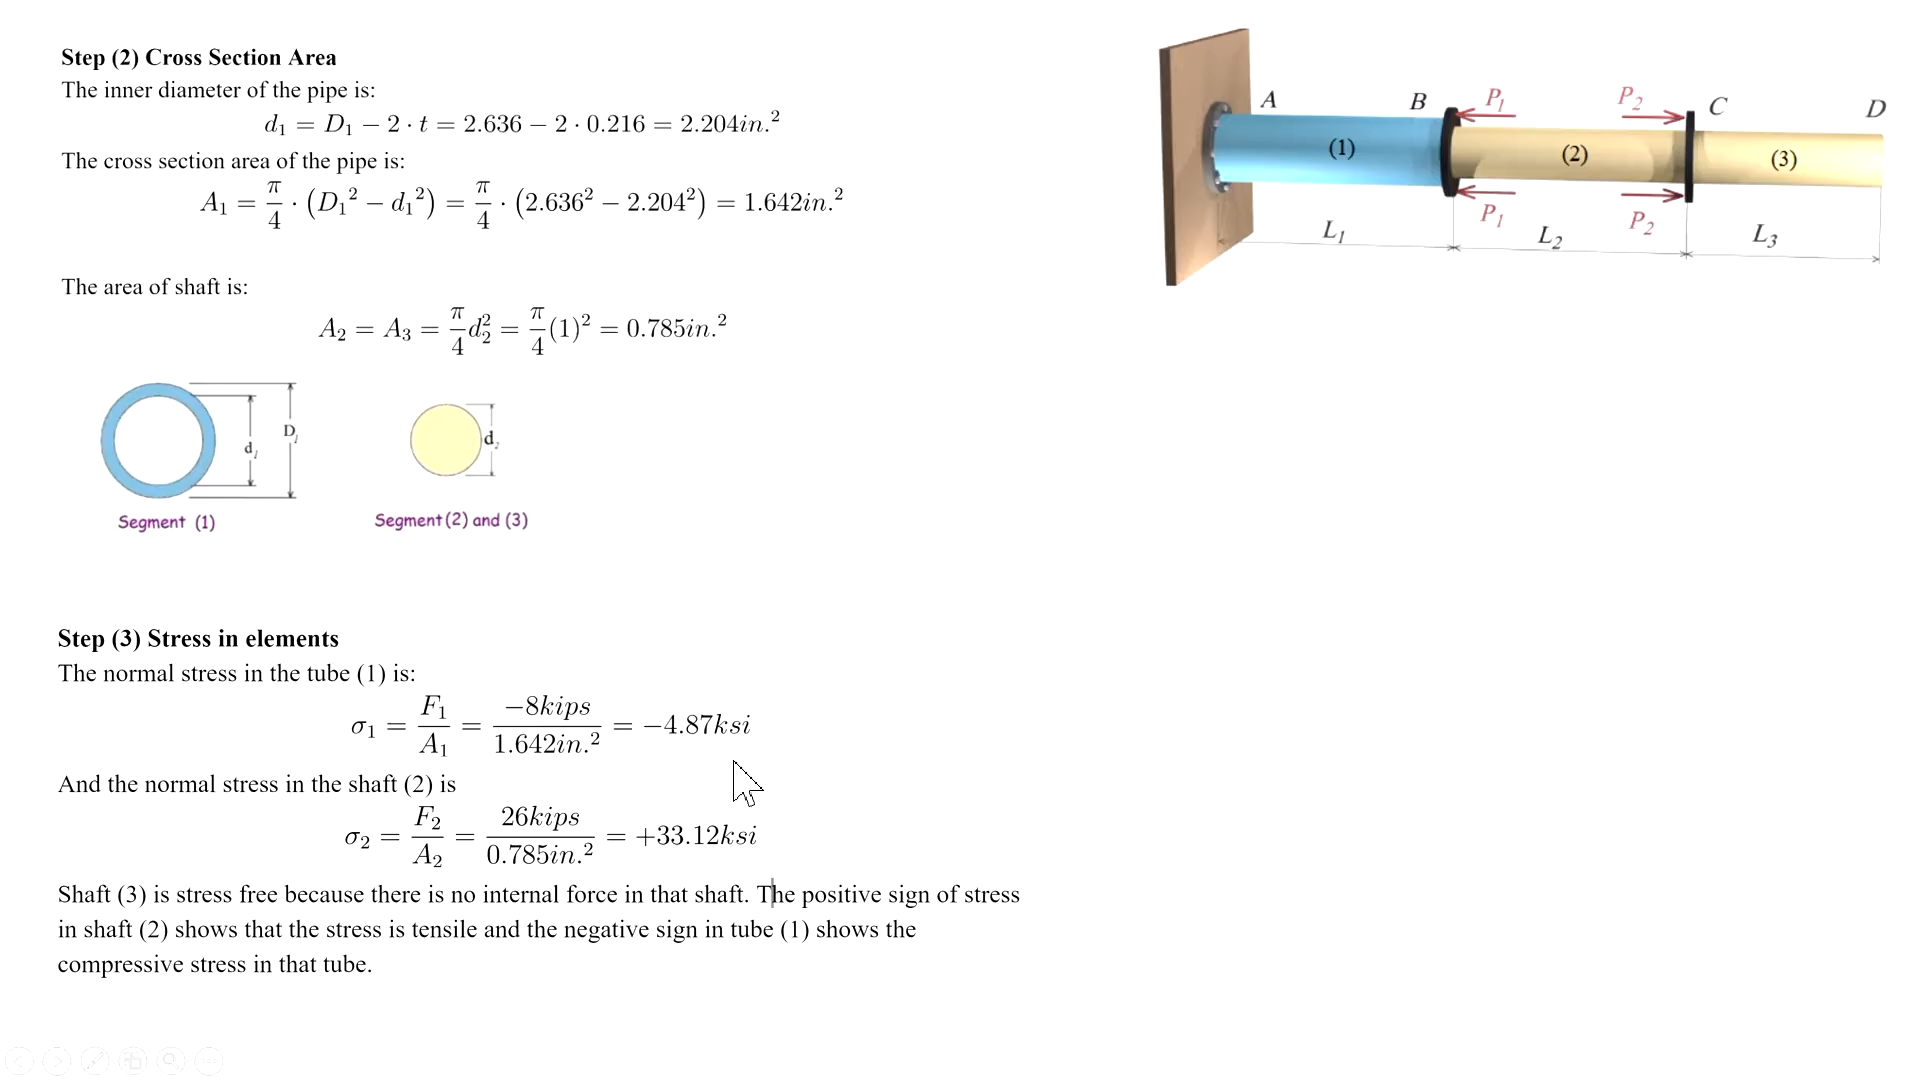 Step (2) Cross Section Area
The inner diameter of the pipe is:
d₁ = D₁ − 2 · t = 2.636 − 2 · 0.216 = 2.204in.²
The cross section area of the pipe is:
A₁ = π/4 · (D₁² − d₁²) = π/4 · (2.636² − 2.204²) = 1.642in.²
The area of shaft is:
A₂ = A₃ = π/4 d₂² = π/4 (1)² = 0.785in.²
d₁
D₁
d₂
Segment (1)
Segment (2) and (3)
A
B
P₁
P₂
C
D
(1)
(2)
(3)
P₁
P₂
L₁
L₂
L₃
Step (3) Stress in elements
The normal stress in the tube (1) is:
σ₁ = F₁/A₁ = −8kips/1.642in.² = −4.87ksi
And the normal stress in the shaft (2) is
σ₂ = F₂/A₂ = 26kips/0.785in.² = +33.12ksi
Shaft (3) is stress free because there is no internal force in that shaft. The positive sign of stress
in shaft (2) shows that the stress is tensile and the negative sign in tube (1) shows the
compressive stress in that tube.